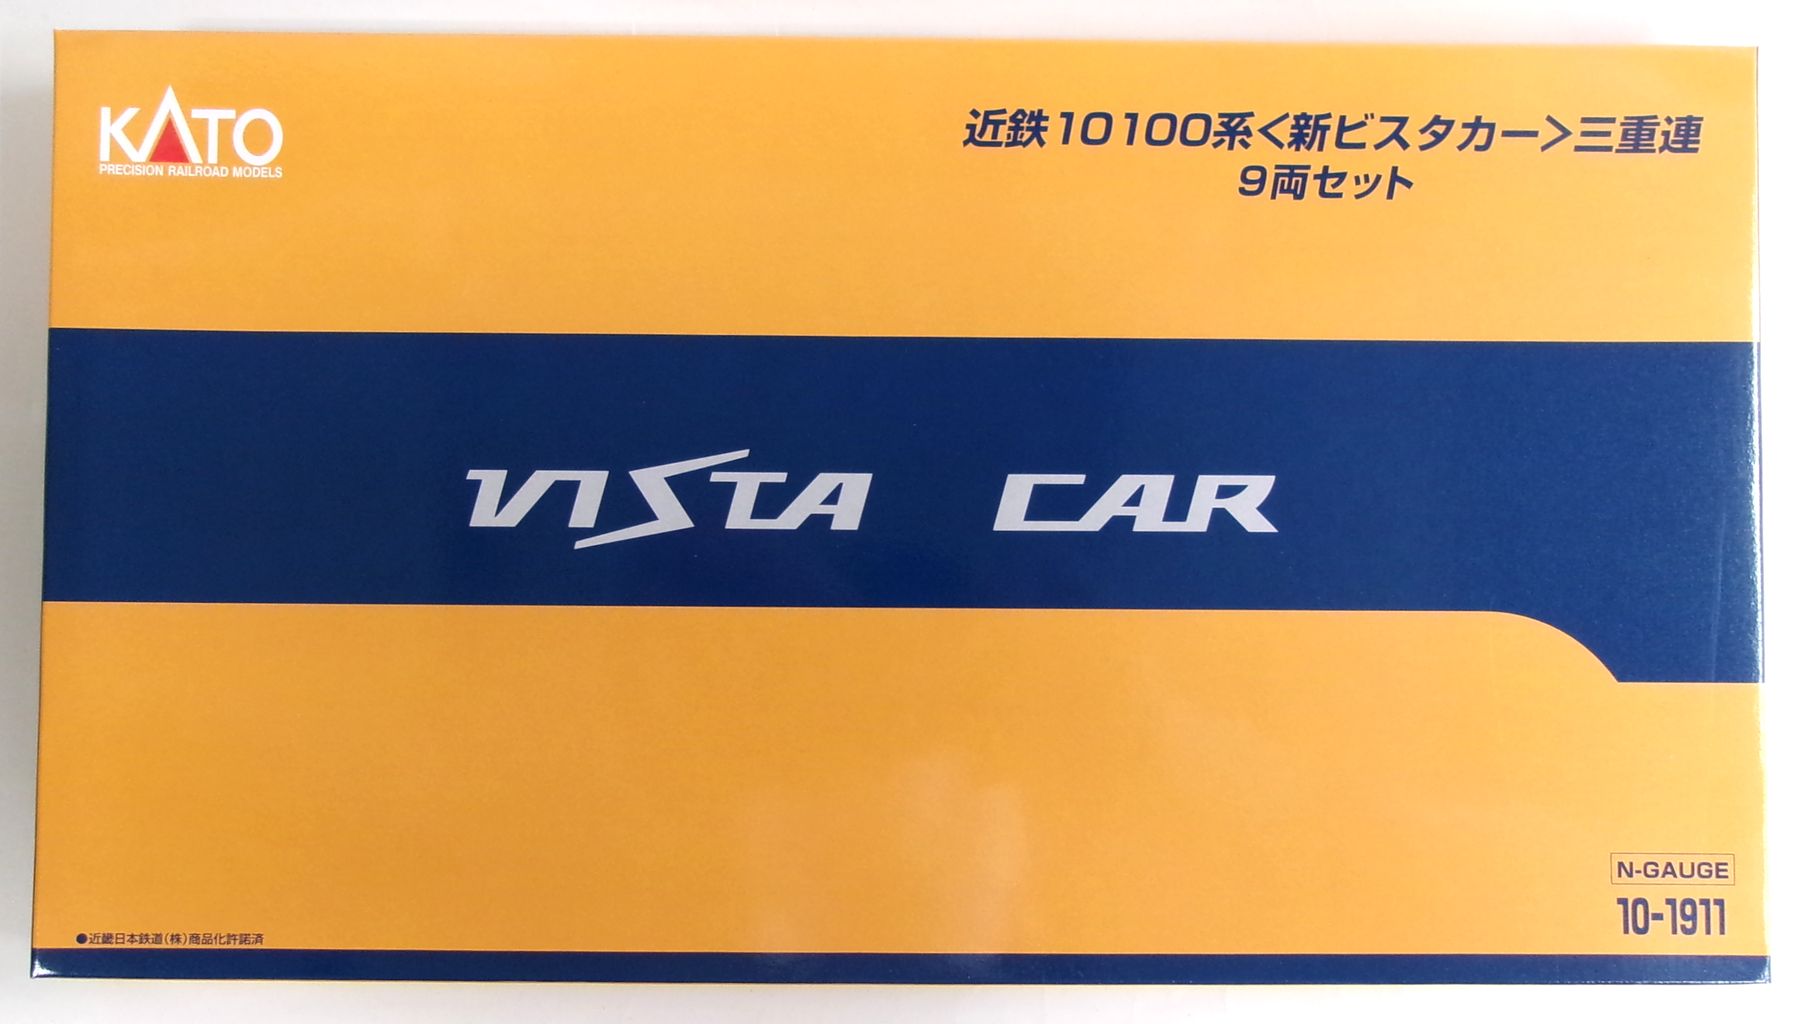 KATO
PRECISION RAILROAD MODELS
近鉄10100系<新ビスタカー>三重連
9両セット
VISTA CAR
N-GAUGE
10-1911
●近畿日本鉄道(株)商品化許諾済